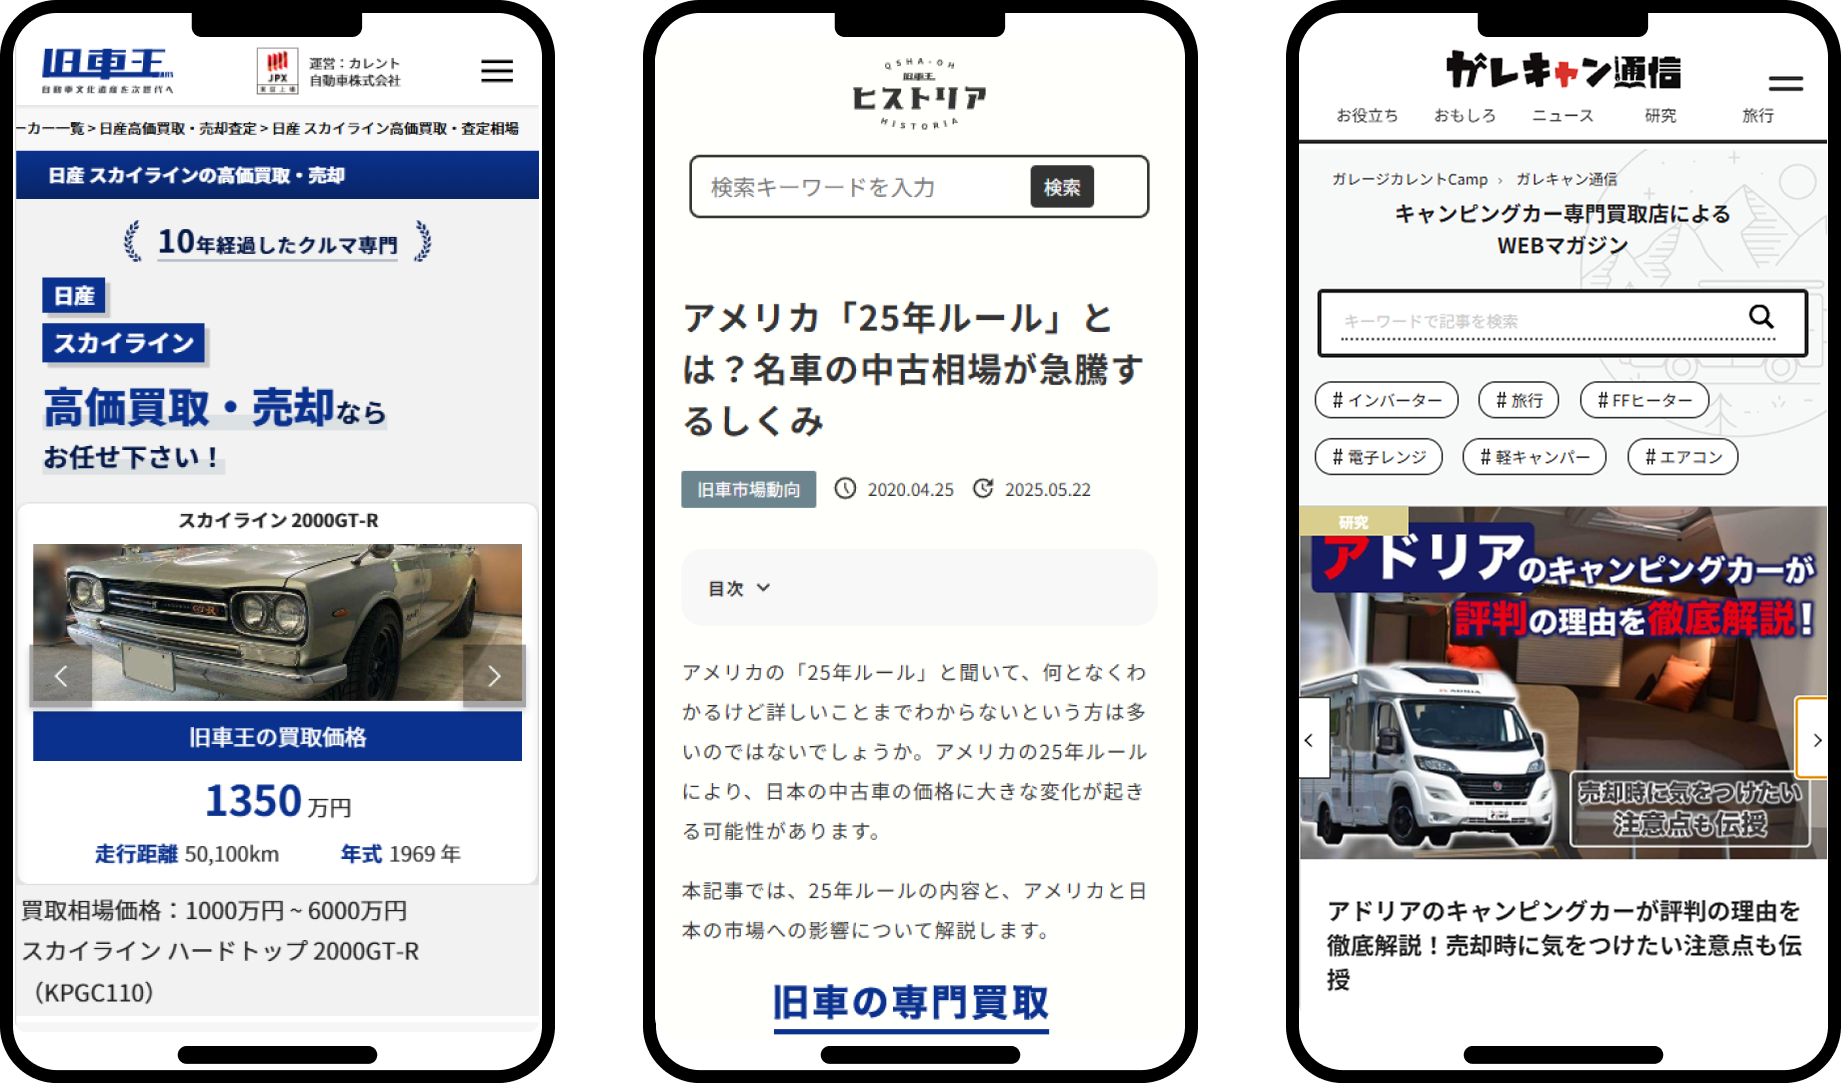 旧車王
自動車文化遺産を次世代へ
JPX
東証上場
運営：カレント
自動車株式会社
ーカー一覧 > 日産高価買取・売却査定 > 日産 スカイライン高価買取・査定相場
日産 スカイラインの高価買取・売却
10年経過したクルマ専門
日産
スカイライン
高価買取・売却なら
お任せ下さい！
スカイライン 2000GT-R
旧車王の買取価格
1350 万円
走行距離 50,100km 年式 1969 年
買取相場価格：1000万円 ~ 6000万円
スカイライン ハードトップ 2000GT-R
（KPGC110）
QSHA-OH
旧車王
ヒストリア
HISTORIA
検索キーワードを入力
検索
アメリカ「25年ルール」と
は？名車の中古相場が急騰す
るしくみ
旧車市場動向 2020.04.25 2025.05.22
目次
アメリカの「25年ルール」と聞いて、何となくわ
かるけど詳しいことまでわからないという方は多
いのではないでしょうか。アメリカの25年ルール
により、日本の中古車の価格に大きな変化が起き
る可能性があります。
本記事では、25年ルールの内容と、アメリカと日
本の市場への影響について解説します。
旧車の専門買取
ガレキャン通信
お役立ち おもしろ ニュース 研究 旅行
ガレージカレントCamp › ガレキャン通信
キャンピングカー専門買取店による
WEBマガジン
キーワードで記事を検索
#インバーター #旅行 #FFヒーター
#電子レンジ #軽キャンパー #エアコン
研究
アドリアのキャンピングカーが
評判の理由を徹底解説！
ADRIA
売却時に気をつけたい
注意点も伝授
アドリアのキャンピングカーが評判の理由を
徹底解説！売却時に気をつけたい注意点も伝
授